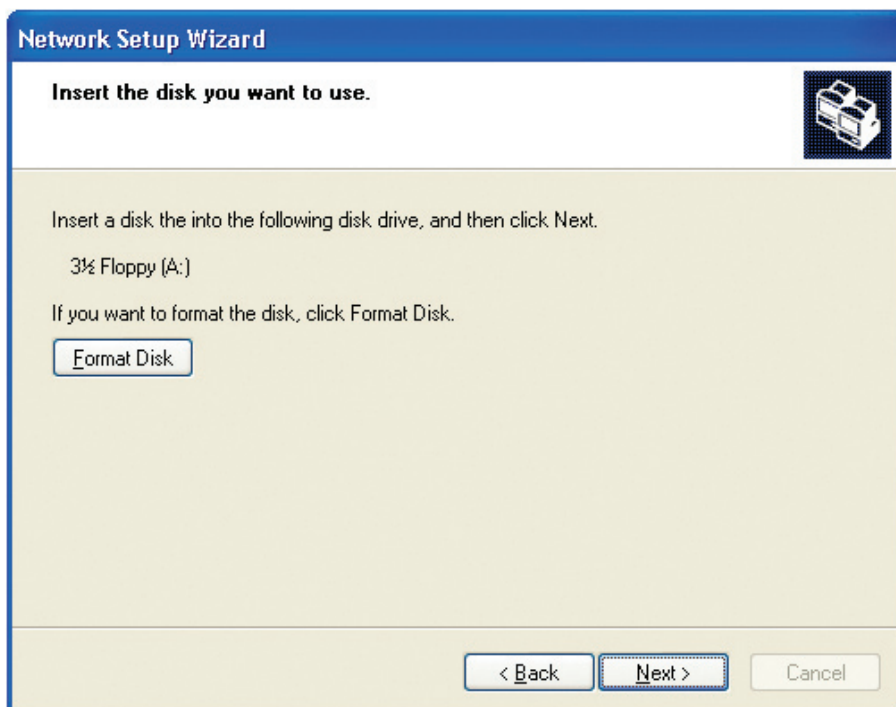 Network Setup Wizard
Insert the disk you want to use.
Insert a disk the into the following disk drive, and then click Next.
3½ Floppy (A:)
If you want to format the disk, click Format Disk.
Format Disk
< Back Next > Cancel